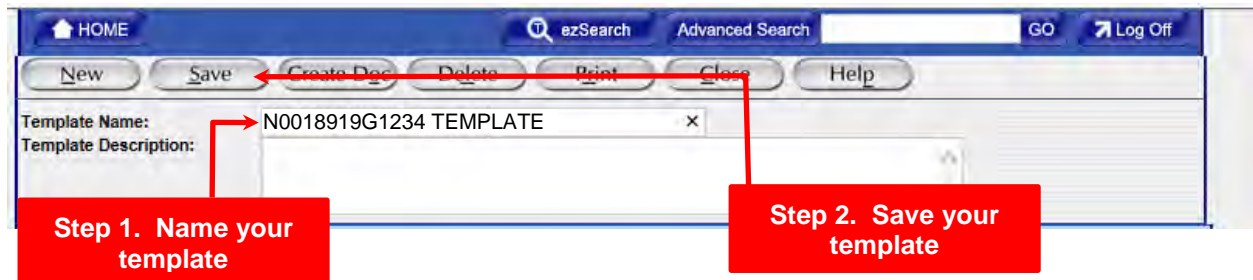 HOME ezSearch Advanced Search GO Log Off
New Save Create Doc Delete Print Close Help
Template Name: N0018919G1234 TEMPLATE ×
Template Description:
Step 1. Name your
template
Step 2. Save your
template